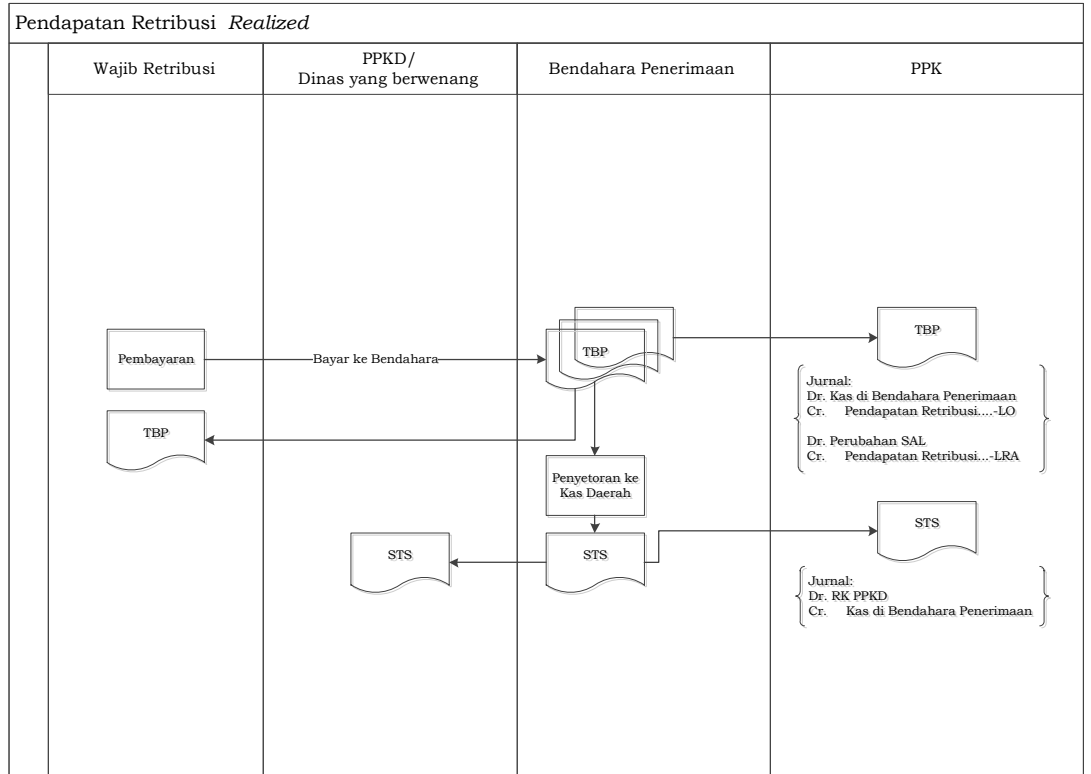 Pendapatan Retribusi Realized
Wajib Retribusi
PPKD/
Dinas yang berwenang
Bendahara Penerimaan
PPK
Pembayaran
Bayar ke Bendahara
TBP
TBP
Jurnal:
Dr. Kas di Bendahara Penerimaan
Cr. Pendapatan Retribusi....-LO
Dr. Perubahan SAL
Cr. Pendapatan Retribusi...-LRA
TBP
Penyetoran ke
Kas Daerah
STS
STS
STS
Jurnal:
Dr. RK PPKD
Cr. Kas di Bendahara Penerimaan